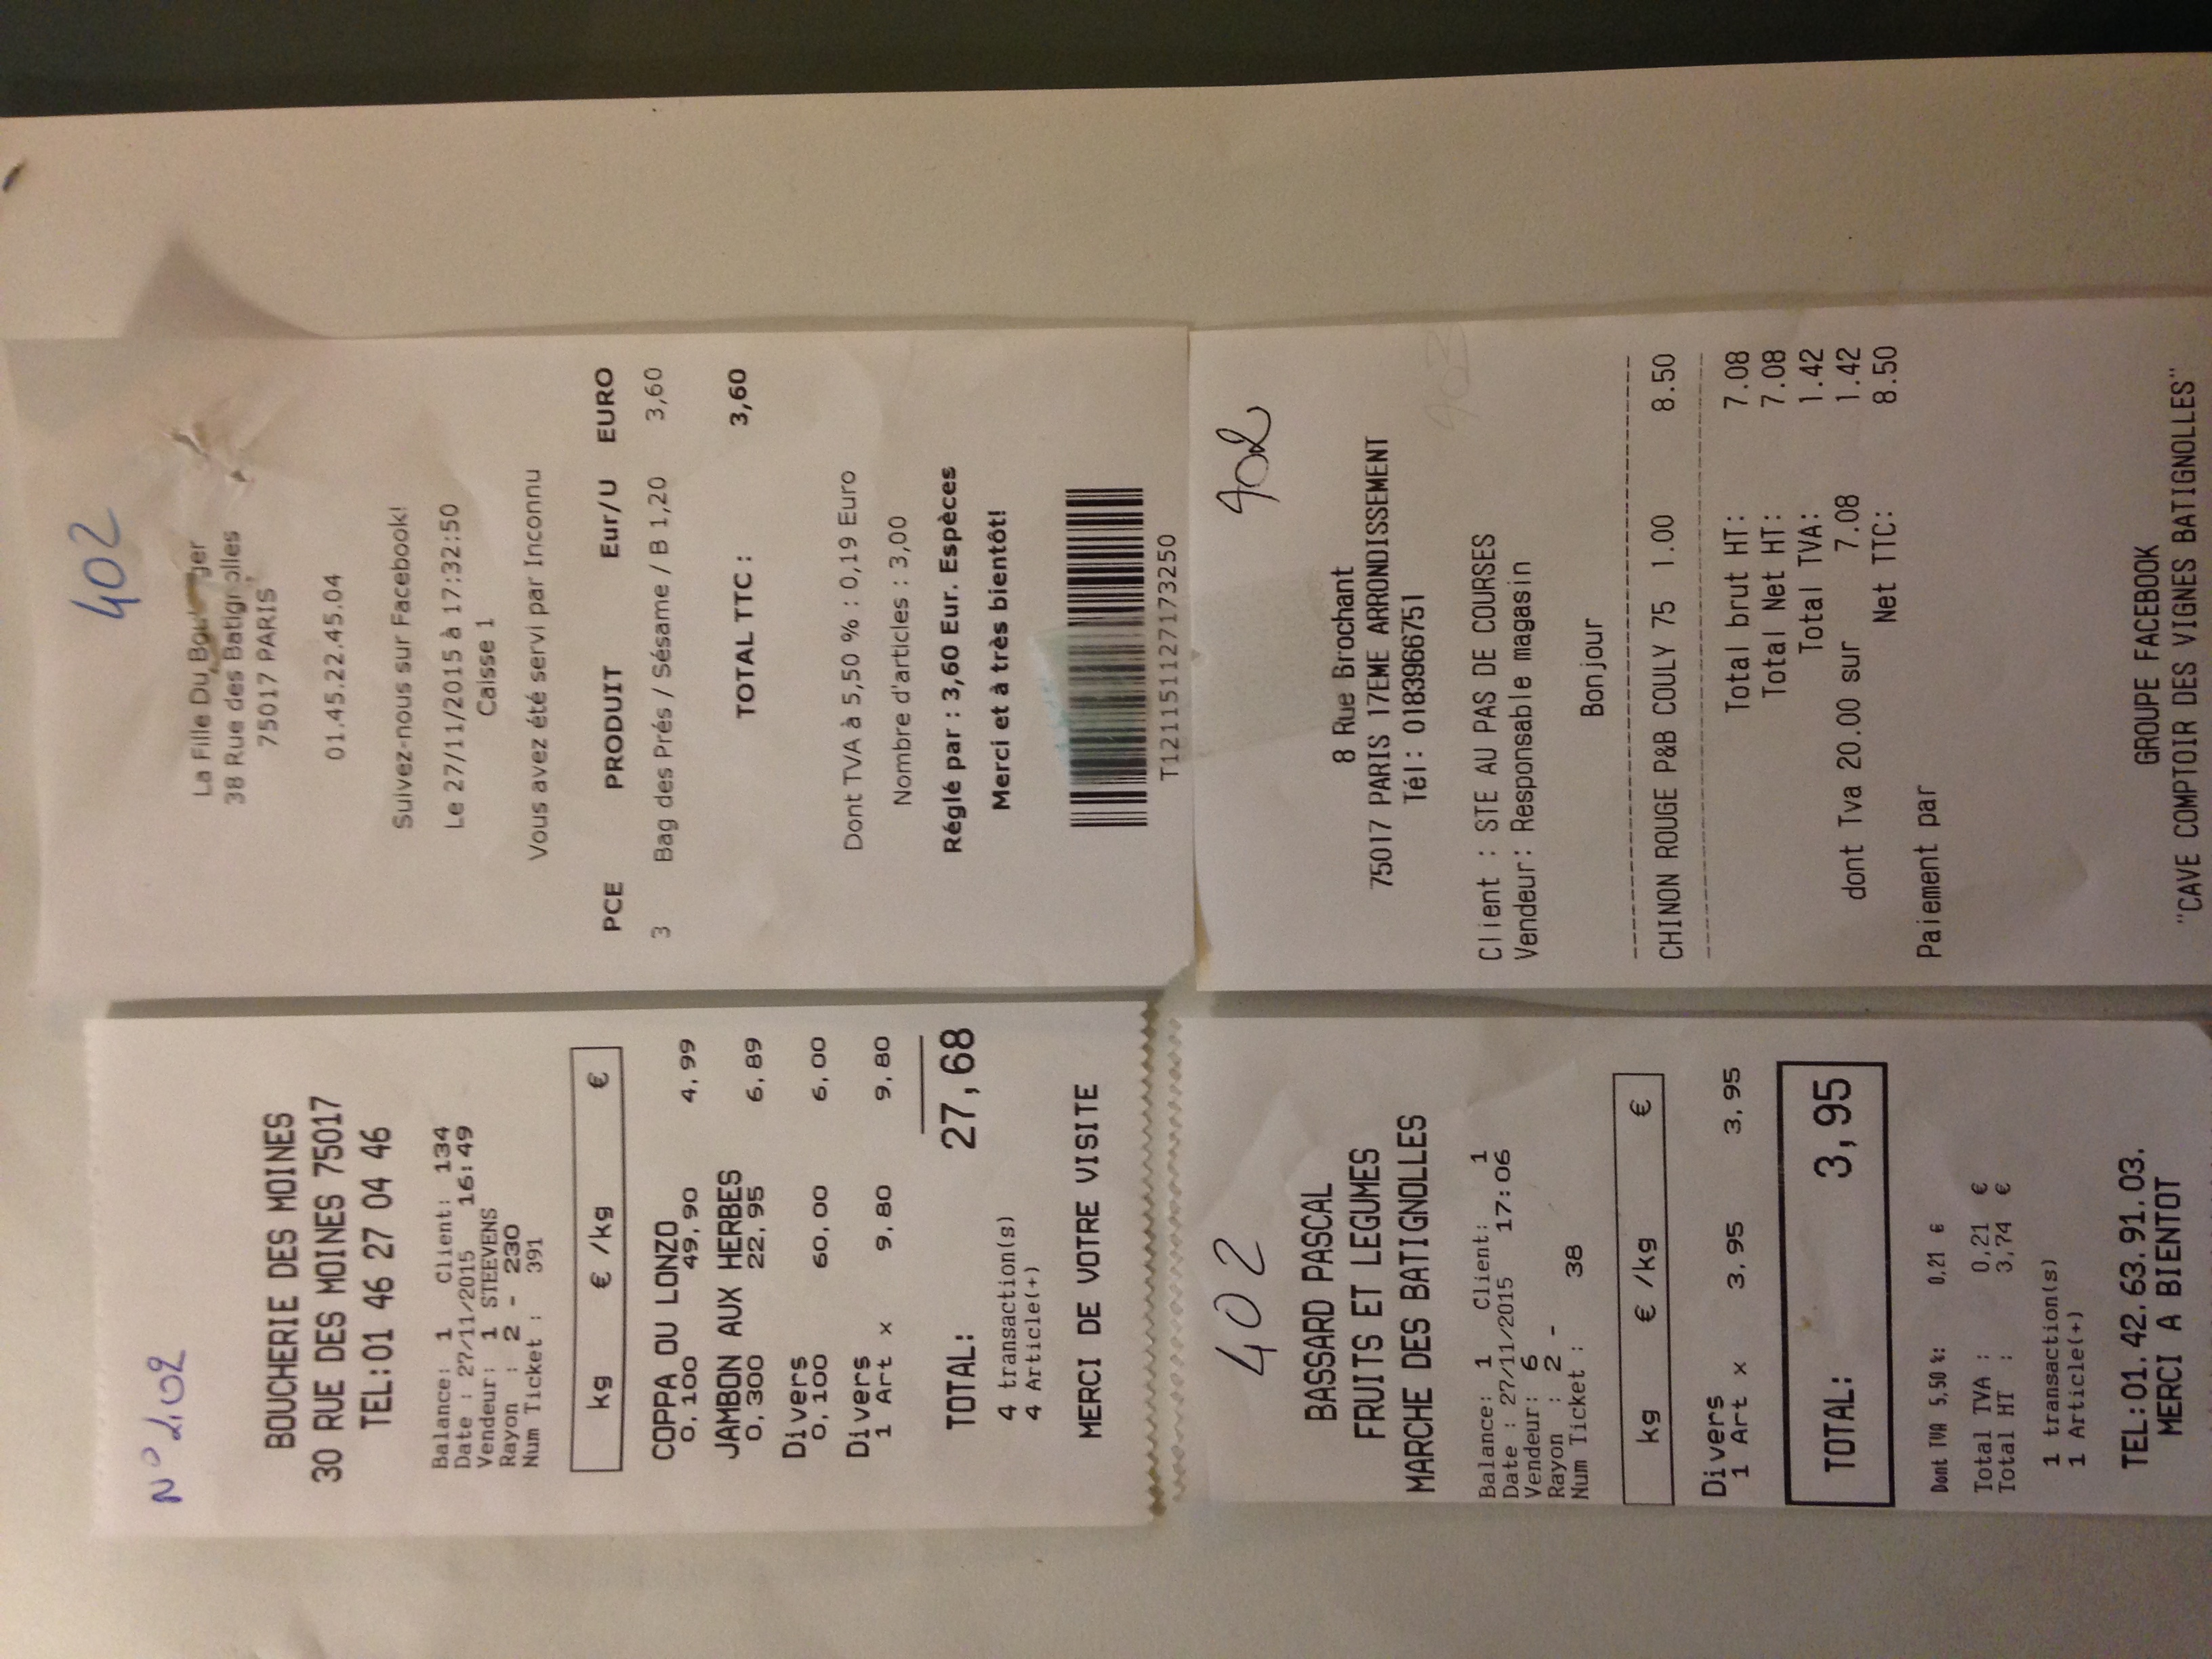 N° 402
BOUCHERIE DES MOINES
30 RUE DES MOINES 75017
TEL:01 46 27 04 46
Balance: 1 Client: 134
Date : 27/11/2015 16:49
Vendeur: 1 STEEVENS
Rayon : 2 - 230
Num Ticket : 391
kg € /kg €
COPPA OU LONZO
0,100 49,90 4,99
JAMBON AUX HERBES
0,300 22,95 6,89
Divers
0,100 60,00 6,00
Divers
1 Art x 9,80 9,80
TOTAL: 27,68
4 transaction(s)
4 Article(+)
MERCI DE VOTRE VISITE
402
La Fille Du
38 Rue des Batignolles
75017 PARIS
01.45.22.45.04
Suivez-nous sur Facebook!
Le 27/11/2015 à 17:32:50
Caisse 1
Vous avez été servi par Inconnu
PCE PRODUIT Eur/U EURO
3 Bag des Prés / Sésame / B 1,20 3,60
TOTAL TTC : 3,60
Dont TVA à 5,50 % : 0,19 Euro
Nombre d'articles : 3,00
Réglé par : 3,60 Eur. Espèces
Merci et à très bientôt!
T121151127173250
402
BASSARD PASCAL
FRUITS ET LEGUMES
MARCHE DES BATIGNOLLES
Balance: 1 Client: 1
Date : 27/11/2015 17:06
Vendeur: 6
Rayon : 2 -
Num Ticket : 38
kg € /kg €
Divers
1 Art x 3,95 3,95
TOTAL: 3,95
Dont TVA 5,50 %: 0,21 €
Total TVA : 0,21 €
Total HT : 3,74 €
1 transaction(s)
1 Article(+)
TEL:01.42.63.91.03.
MERCI A BIENTOT
402
8 Rue Brochant
75017 PARIS 17EME ARRONDISSEMENT
Tél: 0183966751
403
Client : STE AU PAS DE COURSES
Vendeur: Responsable magasin
Bonjour
CHINON ROUGE P&B COULY 75 1.00 8.50
Total brut HT: 7.08
Total Net HT: 7.08
Total TVA: 1.42
dont Tva 20.00 sur 7.08 1.42
Net TTC: 8.50
Paiement par
GROUPE FACEBOOK
"CAVE COMPTOIR DES VIGNES BATIGNOLLES"